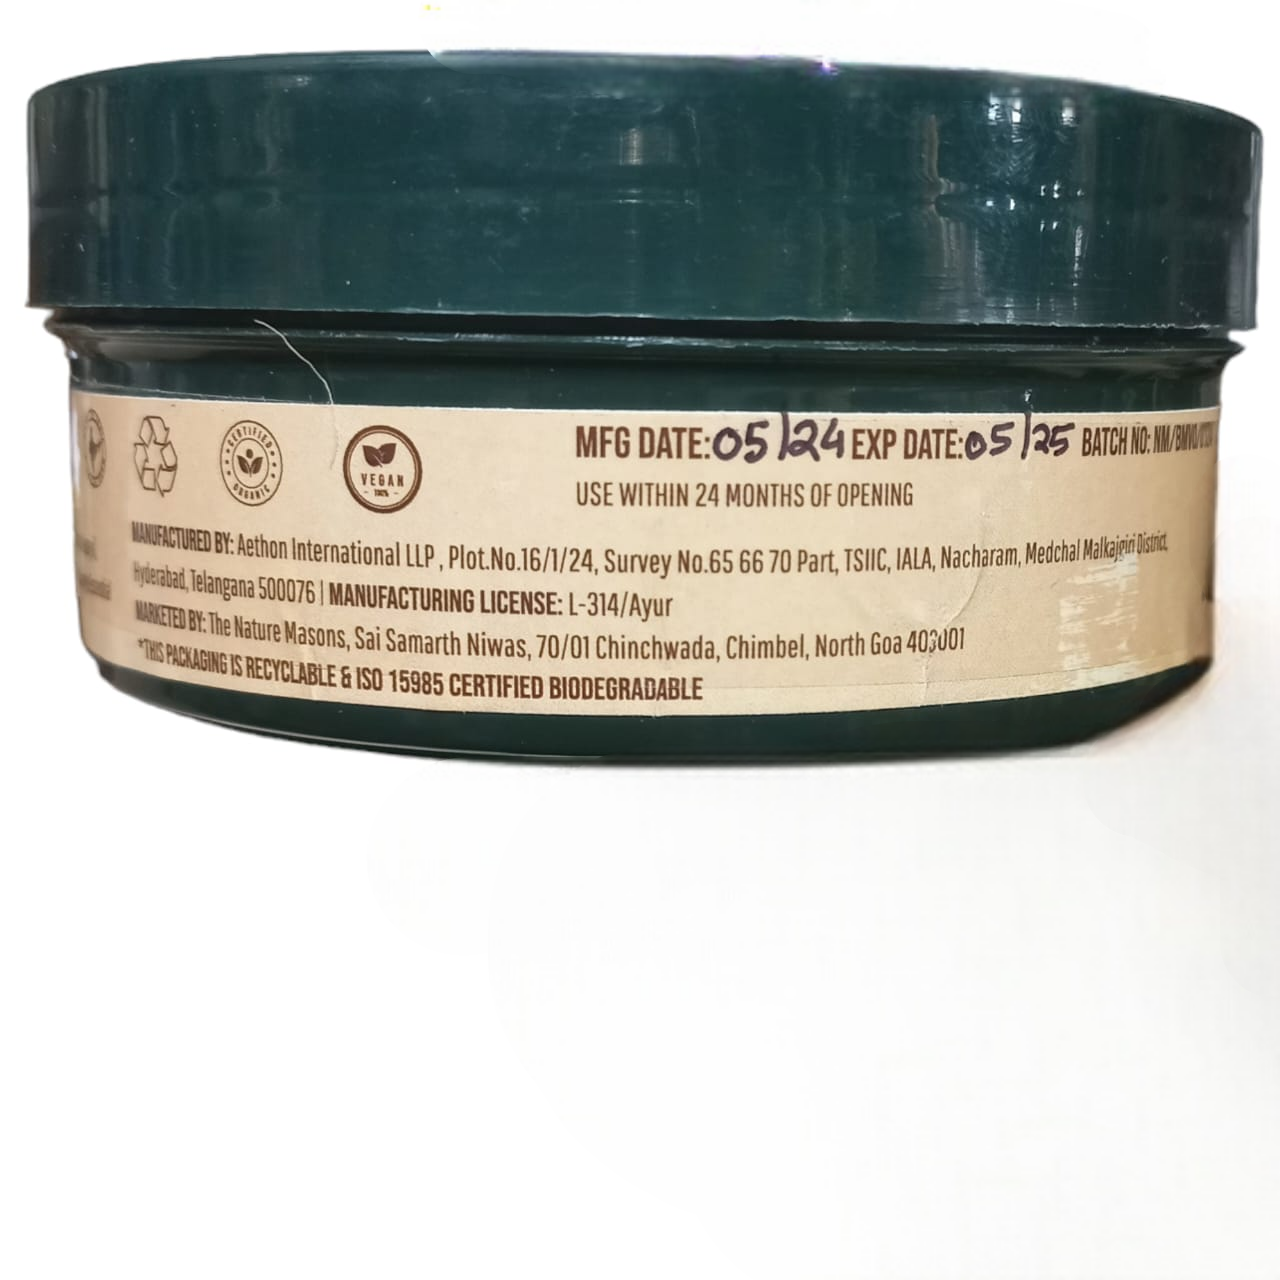 CERTIFIED
ORGANIC
VEGAN
100%
MFG DATE: 05/24 EXP DATE: 05/25 BATCH NO:
USE WITHIN 24 MONTHS OF OPENING
MANUFACTURED BY: Aethon International LLP , Plot.No.16/1/24, Survey No.65 66 70 Part, TSIIC, IALA, Nacharam, Medchal Malkajgiri District,
Hyderabad, Telangana 500076 | MANUFACTURING LICENSE: L-314/Ayur
MARKETED BY: The Nature Masons, Sai Samarth Niwas, 70/01 Chinchwada, Chimbel, North Goa 403001
*THIS PACKAGING IS RECYCLABLE & ISO 15985 CERTIFIED BIODEGRADABLE